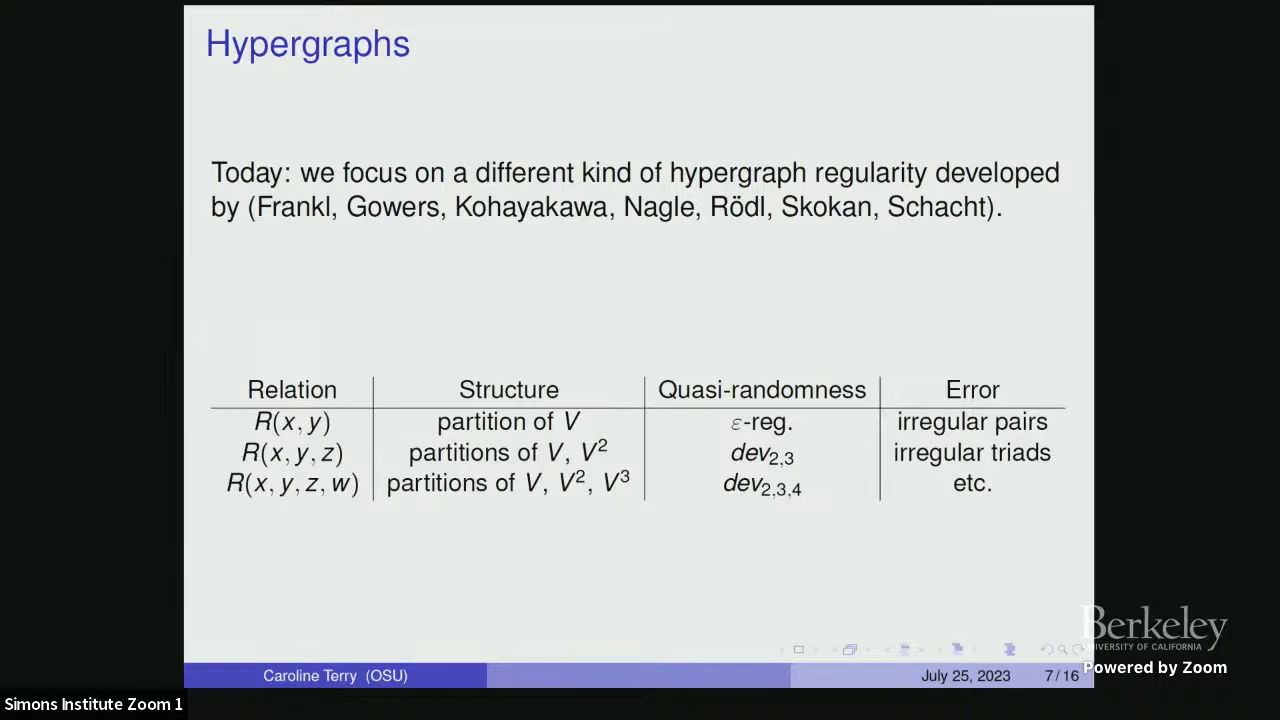 Hypergraphs
Today: we focus on a different kind of hypergraph regularity developed
by (Frankl, Gowers, Kohayakawa, Nagle, Rödl, Skokan, Schacht).
Relation Structure Quasi-randomness Error
R(x, y) partition of V ε-reg. irregular pairs
R(x, y, z) partitions of V, V² dev₂,₃ irregular triads
R(x, y, z, w) partitions of V, V², V³ dev₂,₃,₄ etc.
Berkeley
UNIVERSITY OF CALIFORNIA
Powered by Zoom
Caroline Terry (OSU) July 25, 2023 7 / 16
Simons Institute Zoom 1